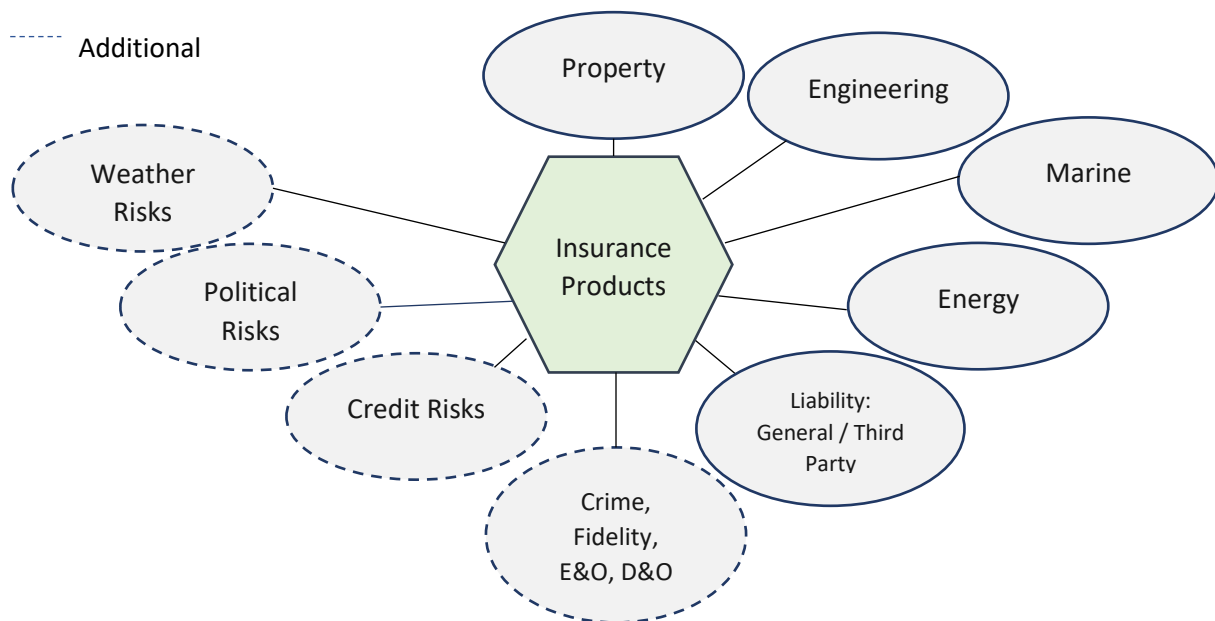 Additional
Property
Engineering
Marine
Energy
Liability:
General / Third
Party
Crime,
Fidelity,
E&O, D&O
Credit Risks
Political
Risks
Weather
Risks
Insurance
Products